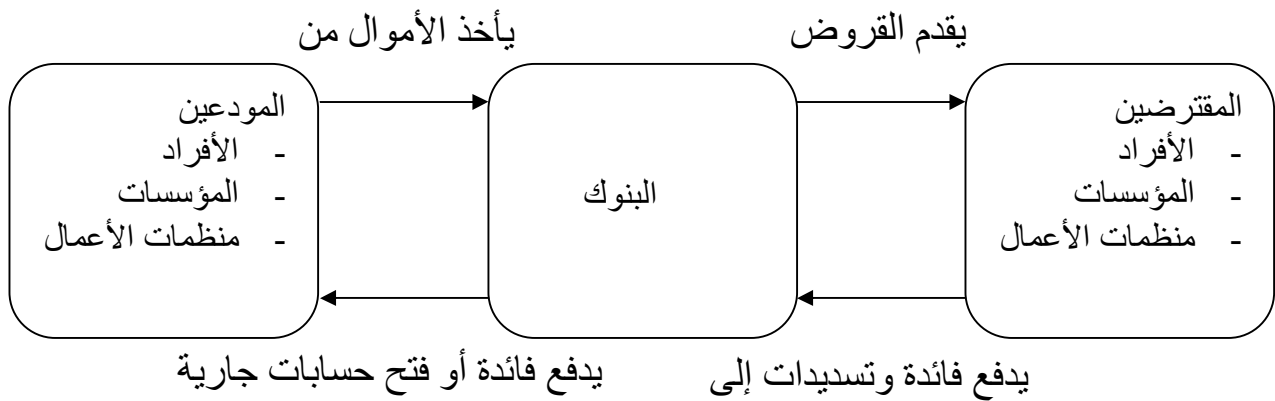 يقدم القروض
يأخذ الأموال من
المقترضين
- الأفراد
- المؤسسات
- منظمات الأعمال
البنوك
المودعين
- الأفراد
- المؤسسات
- منظمات الأعمال
يدفع فائدة وتسديدات إلى
يدفع فائدة أو فتح حسابات جارية